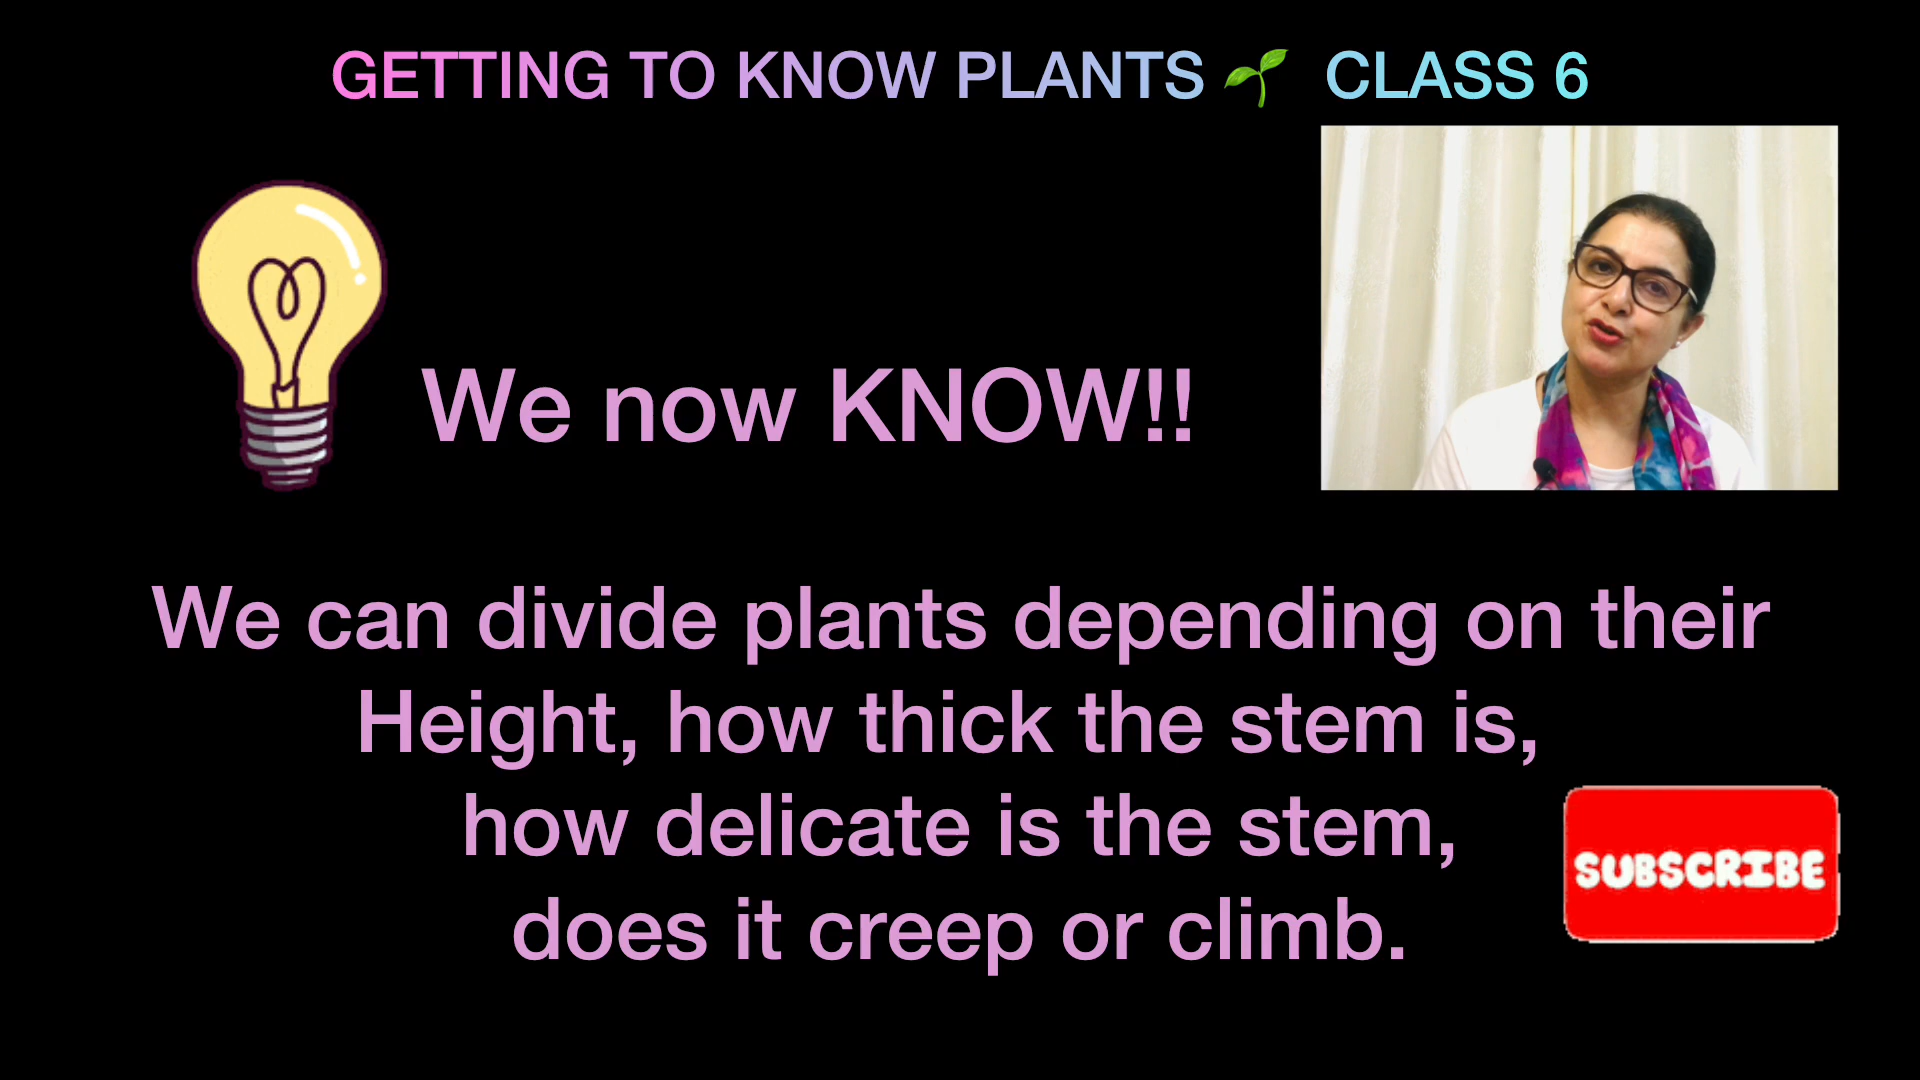 GETTING TO KNOW PLANTS 🌱 CLASS 6
We now KNOW!!
We can divide plants depending on their
Height, how thick the stem is,
how delicate is the stem,
does it creep or climb.
SUBSCRIBE